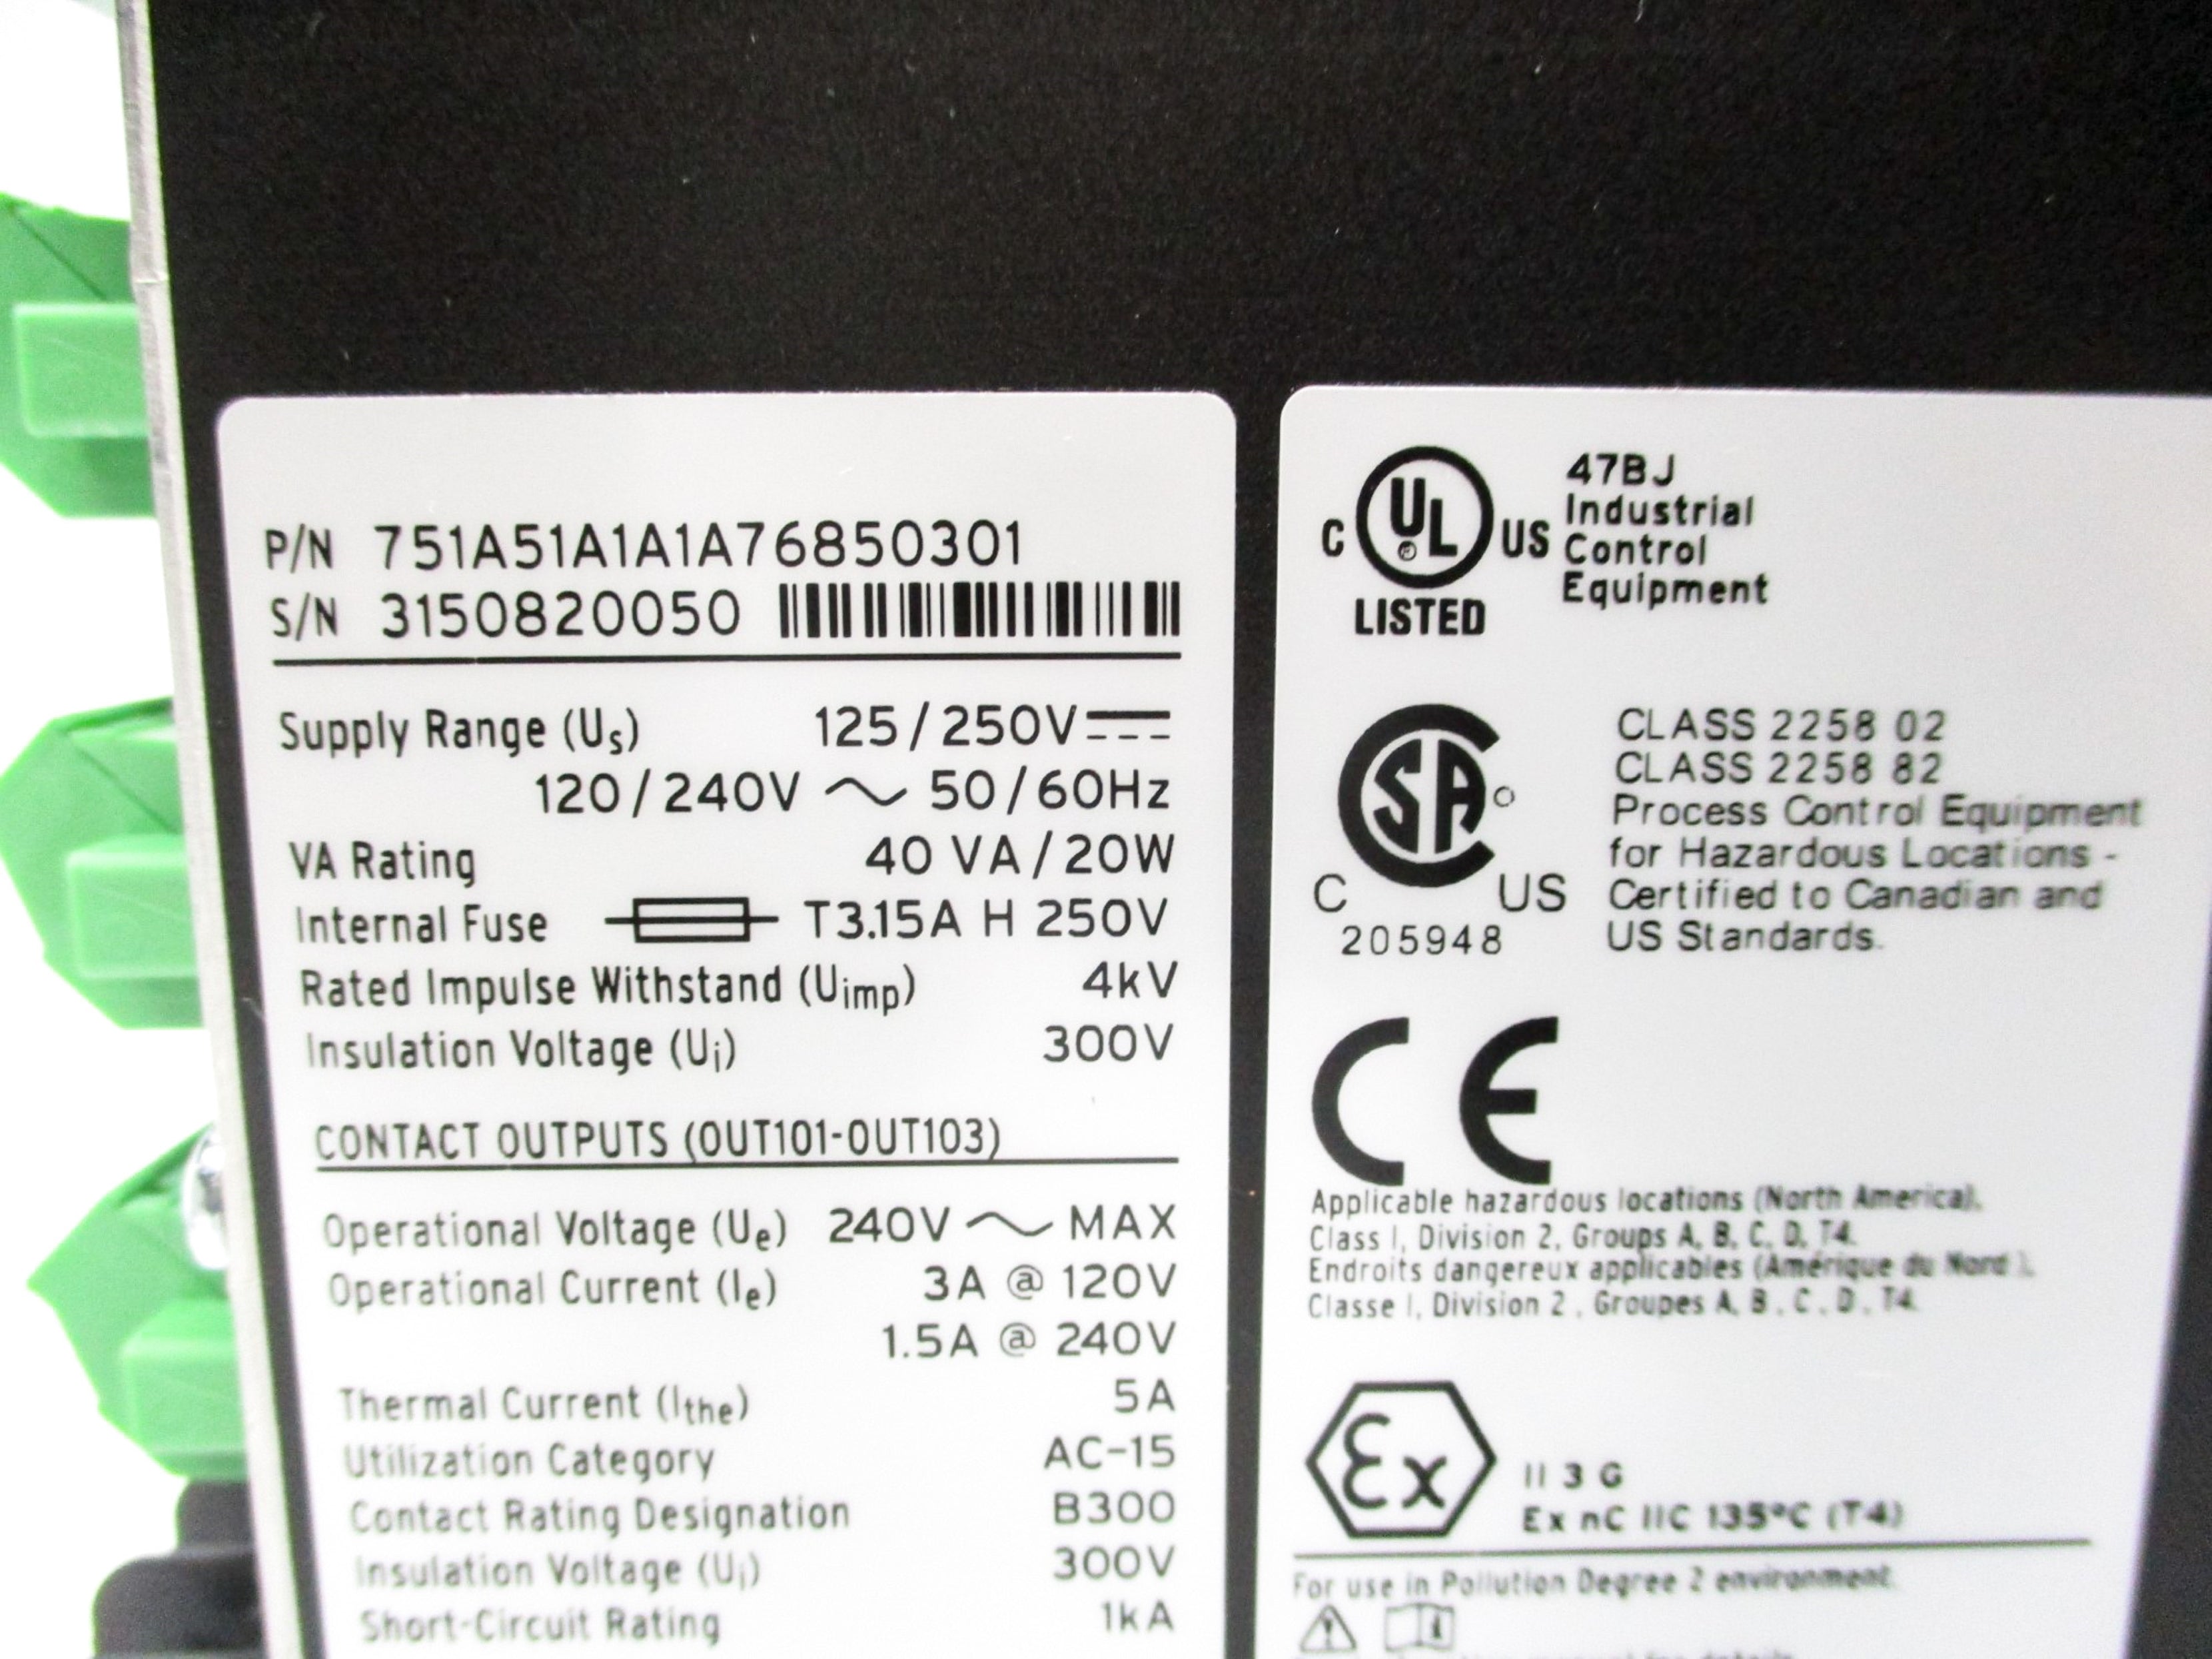 P/N 751A51A1A1A76850301
S/N 3150820050
Supply Range (Us) 125/250V
120/240V 50/60Hz
VA Rating 40 VA/20W
Internal Fuse T3.15A H 250V
Rated Impulse Withstand (Uimp) 4kV
Insulation Voltage (Ui) 300V
CONTACT OUTPUTS (OUT101-OUT103)
Operational Voltage (Ue) 240V MAX
Operational Current (Ie) 3A @ 120V
1.5A @ 240V
Thermal Current (Ithe) 5A
Utilization Category AC-15
Contact Rating Designation B300
Insulation Voltage (Ui) 300V
Short-Circuit Rating 1kA
C UL US
LISTED
47BJ
Industrial
Control
Equipment
C SA US
205948
CLASS 2258 02
CLASS 2258 82
Process Control Equipment
for Hazardous Locations -
Certified to Canadian and
US Standards.
CE
Applicable hazardous locations (North America).
Class I, Division 2, Groups A, B, C, D, T4.
Endroits dangereux applicables (Amérique du Nord ).
Classe I, Division 2 , Groupes A, B , C , D , T4.
Ex
II 3 G
Ex nC IIC 135°C (T4)
For use in Pollution Degree 2 environment.
manual for details